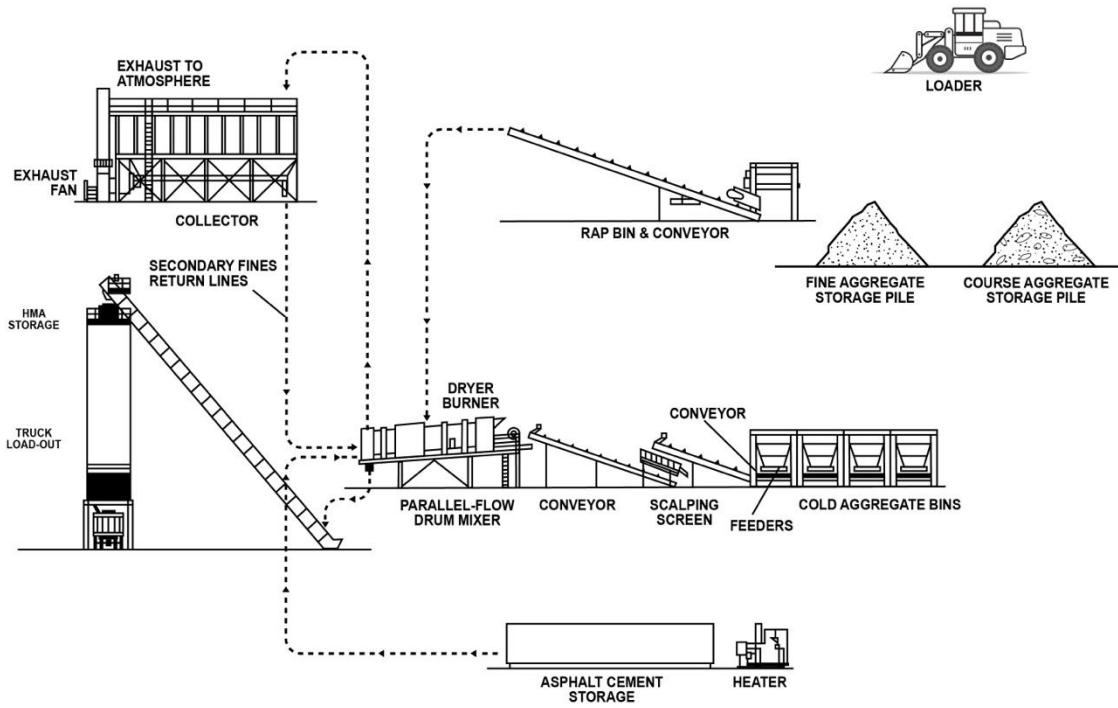 EXHAUST TO
ATMOSPHERE
LOADER
EXHAUST
FAN
COLLECTOR
RAP BIN & CONVEYOR
SECONDARY FINES
RETURN LINES
FINE AGGREGATE
STORAGE PILE
COURSE AGGREGATE
STORAGE PILE
HMA
STORAGE
DRYER
BURNER
CONVEYOR
TRUCK
LOAD-OUT
PARALLEL-FLOW
DRUM MIXER
CONVEYOR
SCALPING
SCREEN
FEEDERS
COLD AGGREGATE BINS
ASPHALT CEMENT
STORAGE
HEATER